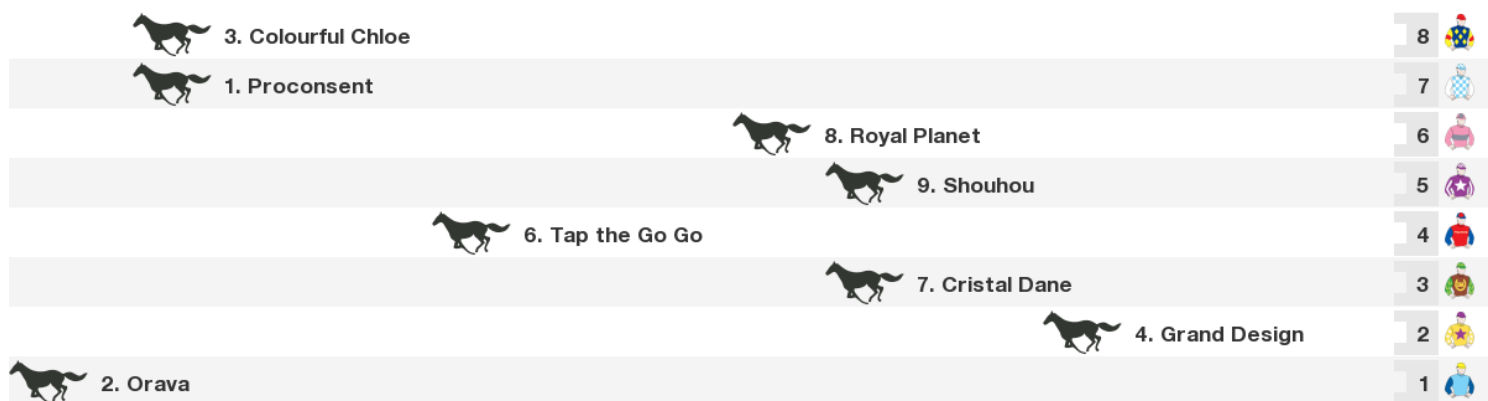 3. Colourful Chloe 8
1. Proconsent 7
8. Royal Planet 6
9. Shouhou 5
6. Tap the Go Go 4
7. Cristal Dane 3
4. Grand Design 2
2. Orava 1